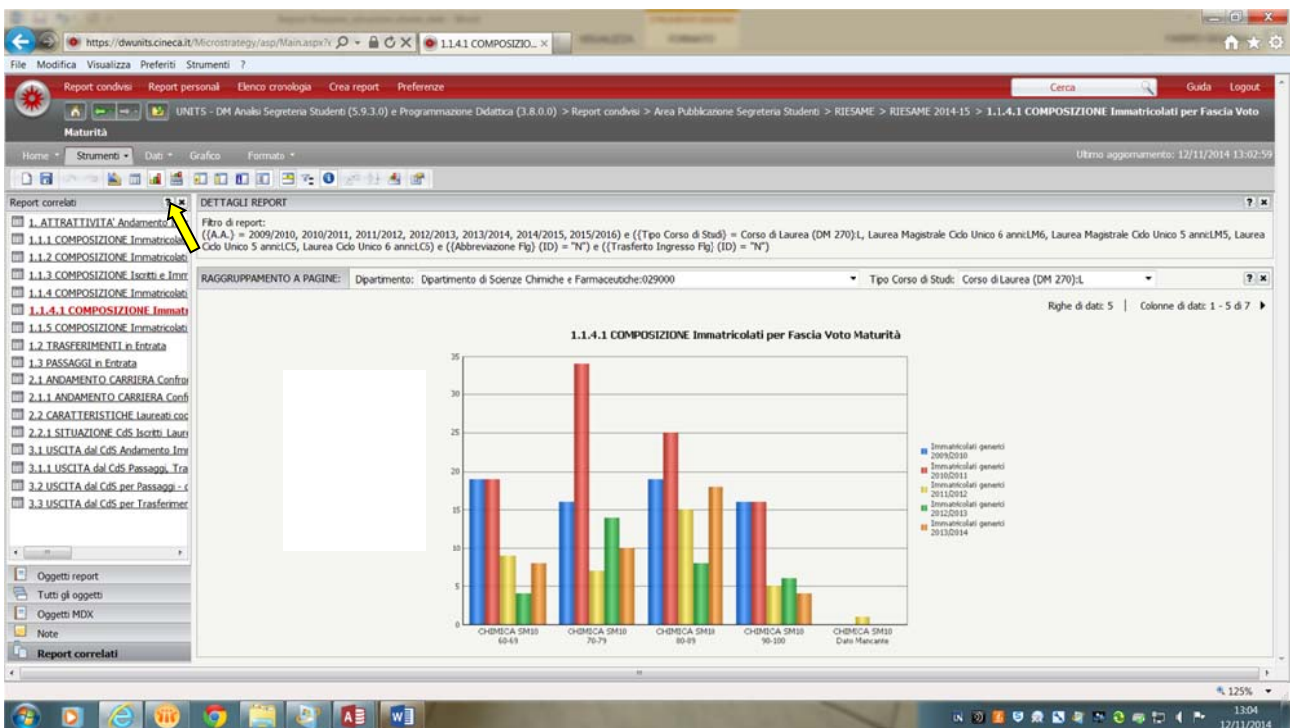 https://dwunits.cineca.it/Microstrategy/asp/Main.aspx?
1.1.4.1 COMPOSIZIO...
File Modifica Visualizza Preferiti Strumenti ?
Report condivisi Report personali Elenco cronologia Crea report Preferenze
Cerca
Guida Logout
UNITS - DM Analisi Segreteria Studenti (5.9.3.0) e Programmazione Didattica (3.8.0.0) > Report condivisi > Area Pubblicazione Segreteria Studenti > RIESAME > RIESAME 2014-15 > 1.1.4.1 COMPOSIZIONE Immatricolati per Fascia Voto
Maturità
Home Strumenti Dati Grafico Formato
Ultimo aggiornamento: 12/11/2014 13:02:59
Report correlati
1. ATTRATTIVITA' Andamento
1.1.1 COMPOSIZIONE Immatricola
1.1.2 COMPOSIZIONE Immatricolati
1.1.3 COMPOSIZIONE Iscritti e Imm
1.1.4 COMPOSIZIONE Immatricolati
1.1.4.1 COMPOSIZIONE Immatr
1.1.5 COMPOSIZIONE Immatricolati
1.2 TRASFERIMENTI in Entrata
1.3 PASSAGGI in Entrata
2.1 ANDAMENTO CARRIERA Confro
2.1.1 ANDAMENTO CARRIERA Conf
2.2 CARATTERISTICHE Laureati coo
2.2.1 SITUAZIONE CdS Iscritti Laur
3.1 USCITA dal CdS Andamento Im
3.1.1 USCITA dal CdS Passaggi, Tra
3.2 USCITA dal CdS per Passaggi - c
3.3 USCITA dal CdS per Trasferimen
Oggetti report
Tutti gli oggetti
Oggetti MDX
Note
Report correlati
DETTAGLI REPORT
Filtro di report:
({A.A.} = 2009/2010, 2010/2011, 2011/2012, 2012/2013, 2013/2014, 2014/2015, 2015/2016) e ({Tipo Corso di Studi} = Corso di Laurea (DM 270):L, Laurea Magistrale Ciclo Unico 6 anni:LM6, Laurea Magistrale Ciclo Unico 5 anni:LM5, Laurea
Ciclo Unico 5 anni:LC5, Laurea Ciclo Unico 6 anni:LC6) e ({Abbreviazione Flg} (ID) = "N") e ({Trasferito Ingresso Flg} (ID) = "N")
RAGGRUPPAMENTO A PAGINE: Dipartimento: Dipartimento di Scienze Chimiche e Farmaceutiche:029000 Tipo Corso di Studi: Corso di Laurea (DM 270):L
Righe di dati: 5 | Colonne di dati: 1 - 5 di 7
1.1.4.1 COMPOSIZIONE Immatricolati per Fascia Voto Maturità
35
30
25
20
15
10
5
0
CHIMICA SM10 CHIMICA SM10 CHIMICA SM10 CHIMICA SM10 CHIMICA SM10
60-69 70-79 80-89 90-100 Dato Mancante
Immatricolati generici
2009/2010
Immatricolati generici
2010/2011
Immatricolati generici
2011/2012
Immatricolati generici
2012/2013
Immatricolati generici
2013/2014
125%
13:04
12/11/2014